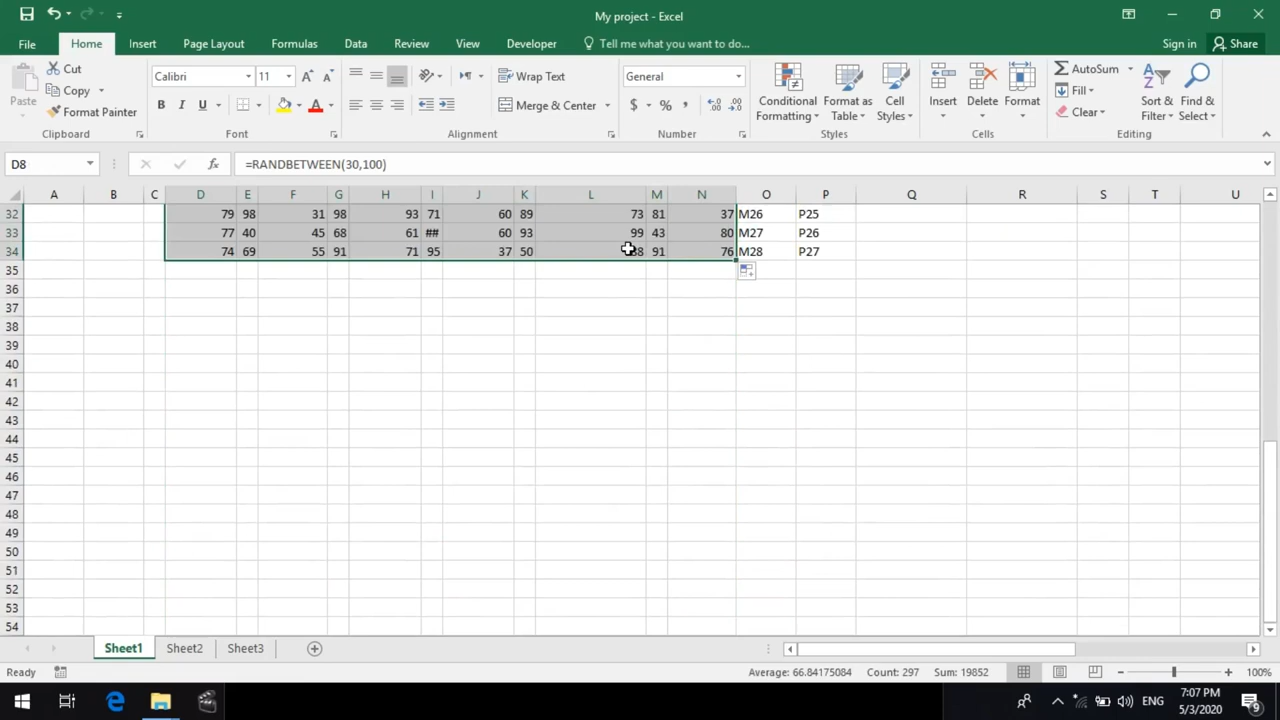 My project - Excel
File Home Insert Page Layout Formulas Data Review View Developer Tell me what you want to do... Sign in Share
Cut
Copy
Format Painter
Paste
Calibri 11
B I U
Wrap Text
Merge & Center
General
$ % ,
Conditional Formatting
Format as Table
Cell Styles
Insert
Delete
Format
AutoSum
Fill
Clear
Sort & Filter
Find & Select
Clipboard Font Alignment Number Styles Cells Editing
D8 fx =RANDBETWEEN(30,100)
A B C D E F G H I J K L M N O P Q R S T U
32 79 98 31 98 93 71 60 89 73 81 37 M26 P25
33 77 40 45 68 61 ## 60 93 99 43 80 M27 P26
34 74 69 55 91 71 95 37 50 91 76 M28 P27
35
36
37
38
39
40
41
42
43
44
45
46
47
48
49
50
51
52
53
54
Sheet1 Sheet2 Sheet3
Ready Average: 66.84175084 Count: 297 Sum: 19852 100%
ENG 7:07 PM
5/3/2020 9